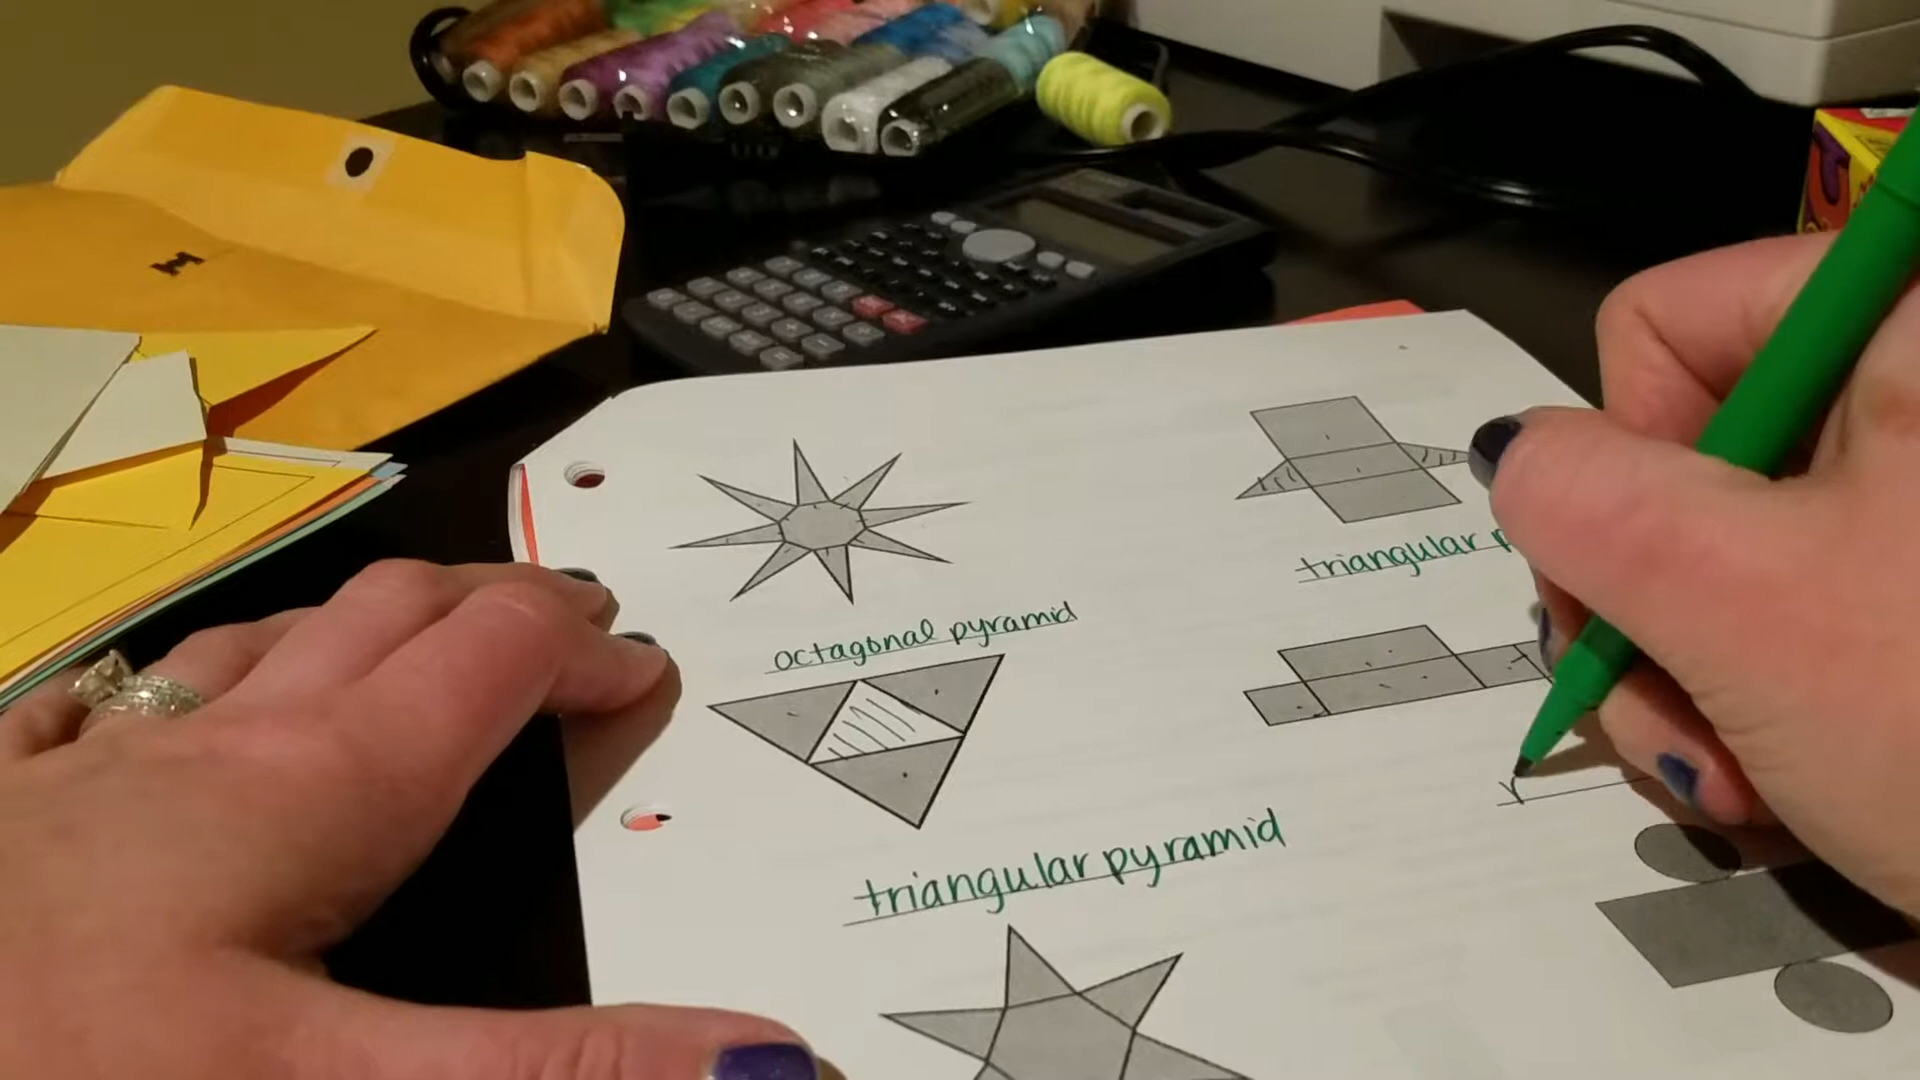 octagonal pyramid
triangular p
triangular pyramid
r